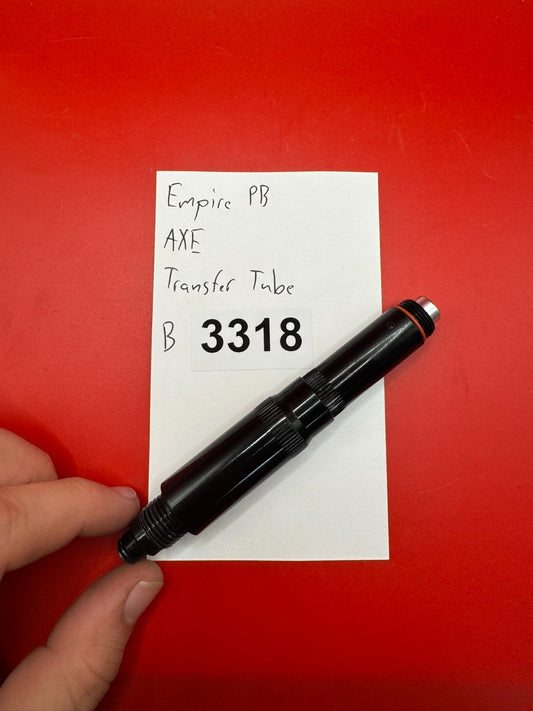 Empire PB
AXE
Transfer Tube
B 3318